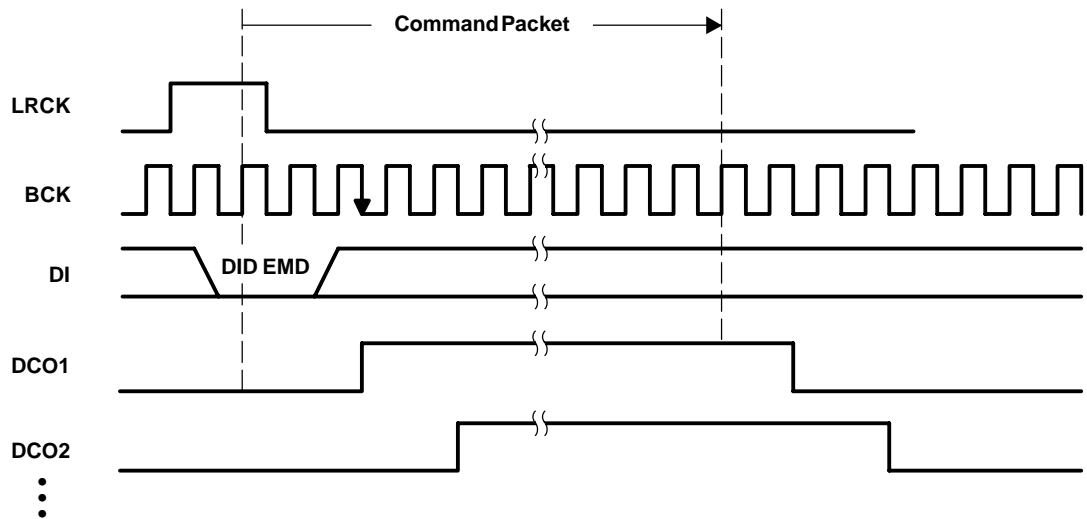 Command Packet
LRCK
BCK
DI
DID EMD
DCO1
DCO2